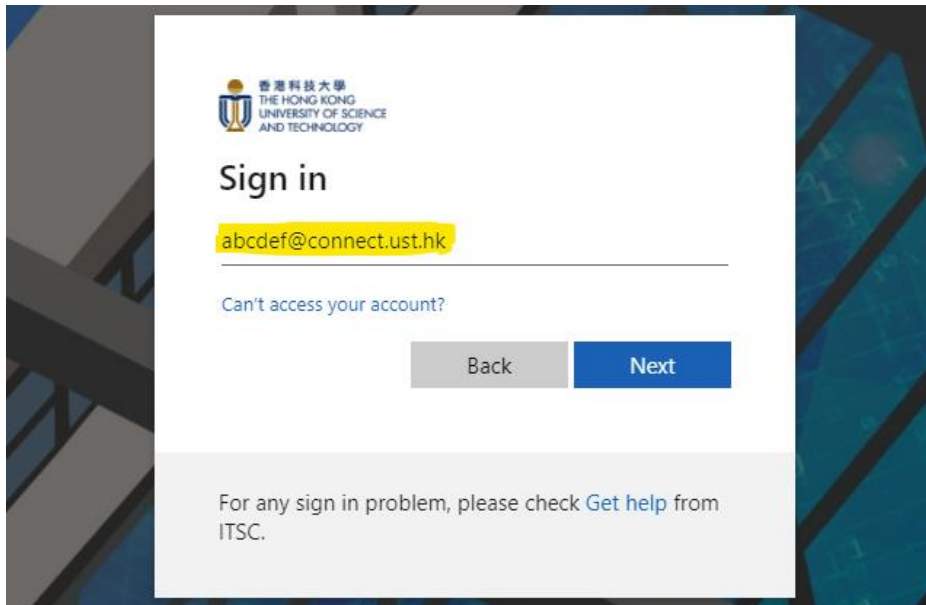 香港科技大學
THE HONG KONG
UNIVERSITY OF SCIENCE
AND TECHNOLOGY
Sign in
abcdef@connect.ust.hk
Can't access your account?
Back Next
For any sign in problem, please check Get help from
ITSC.